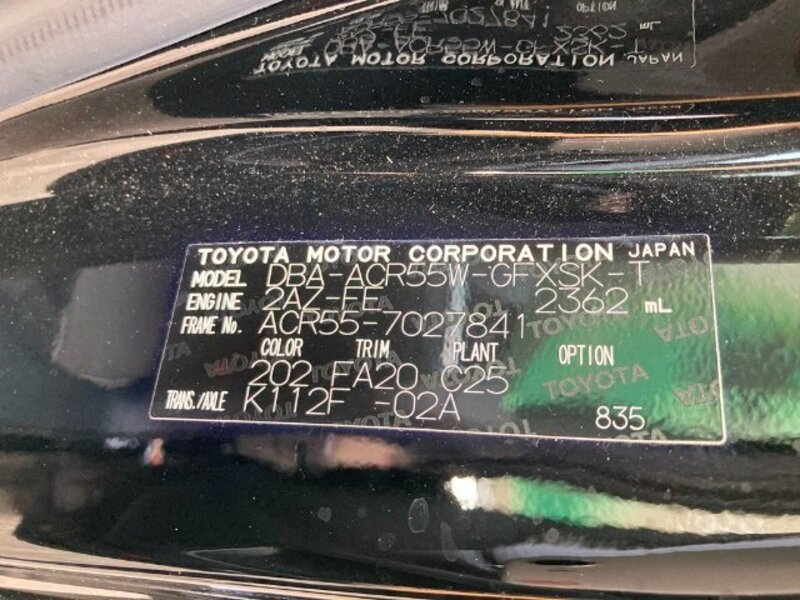 TOYOTA MOTOR CORPORATION JAPAN
MODEL DBA-ACR55W-GFXSK-T
ENGINE 2AZ-FE 2362 mL
FRAME No. ACR55-7027841
COLOR TRIM PLANT OPTION
202 FA20 C25
TRANS./AXLE K112F -02A 835
TOYOTA